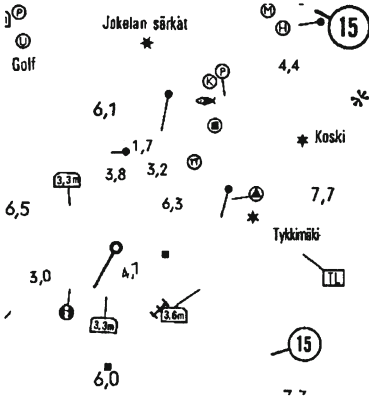 P
M
H
15
Jokelan särkät
U
Golf
4,4
K
P
6,1
1,7
Koski
3,8
3,2
3,3m
6,3
7,7
6,5
Tykkimäki
3,0
4,1
TL
3,3m
3,6m
15
6,0